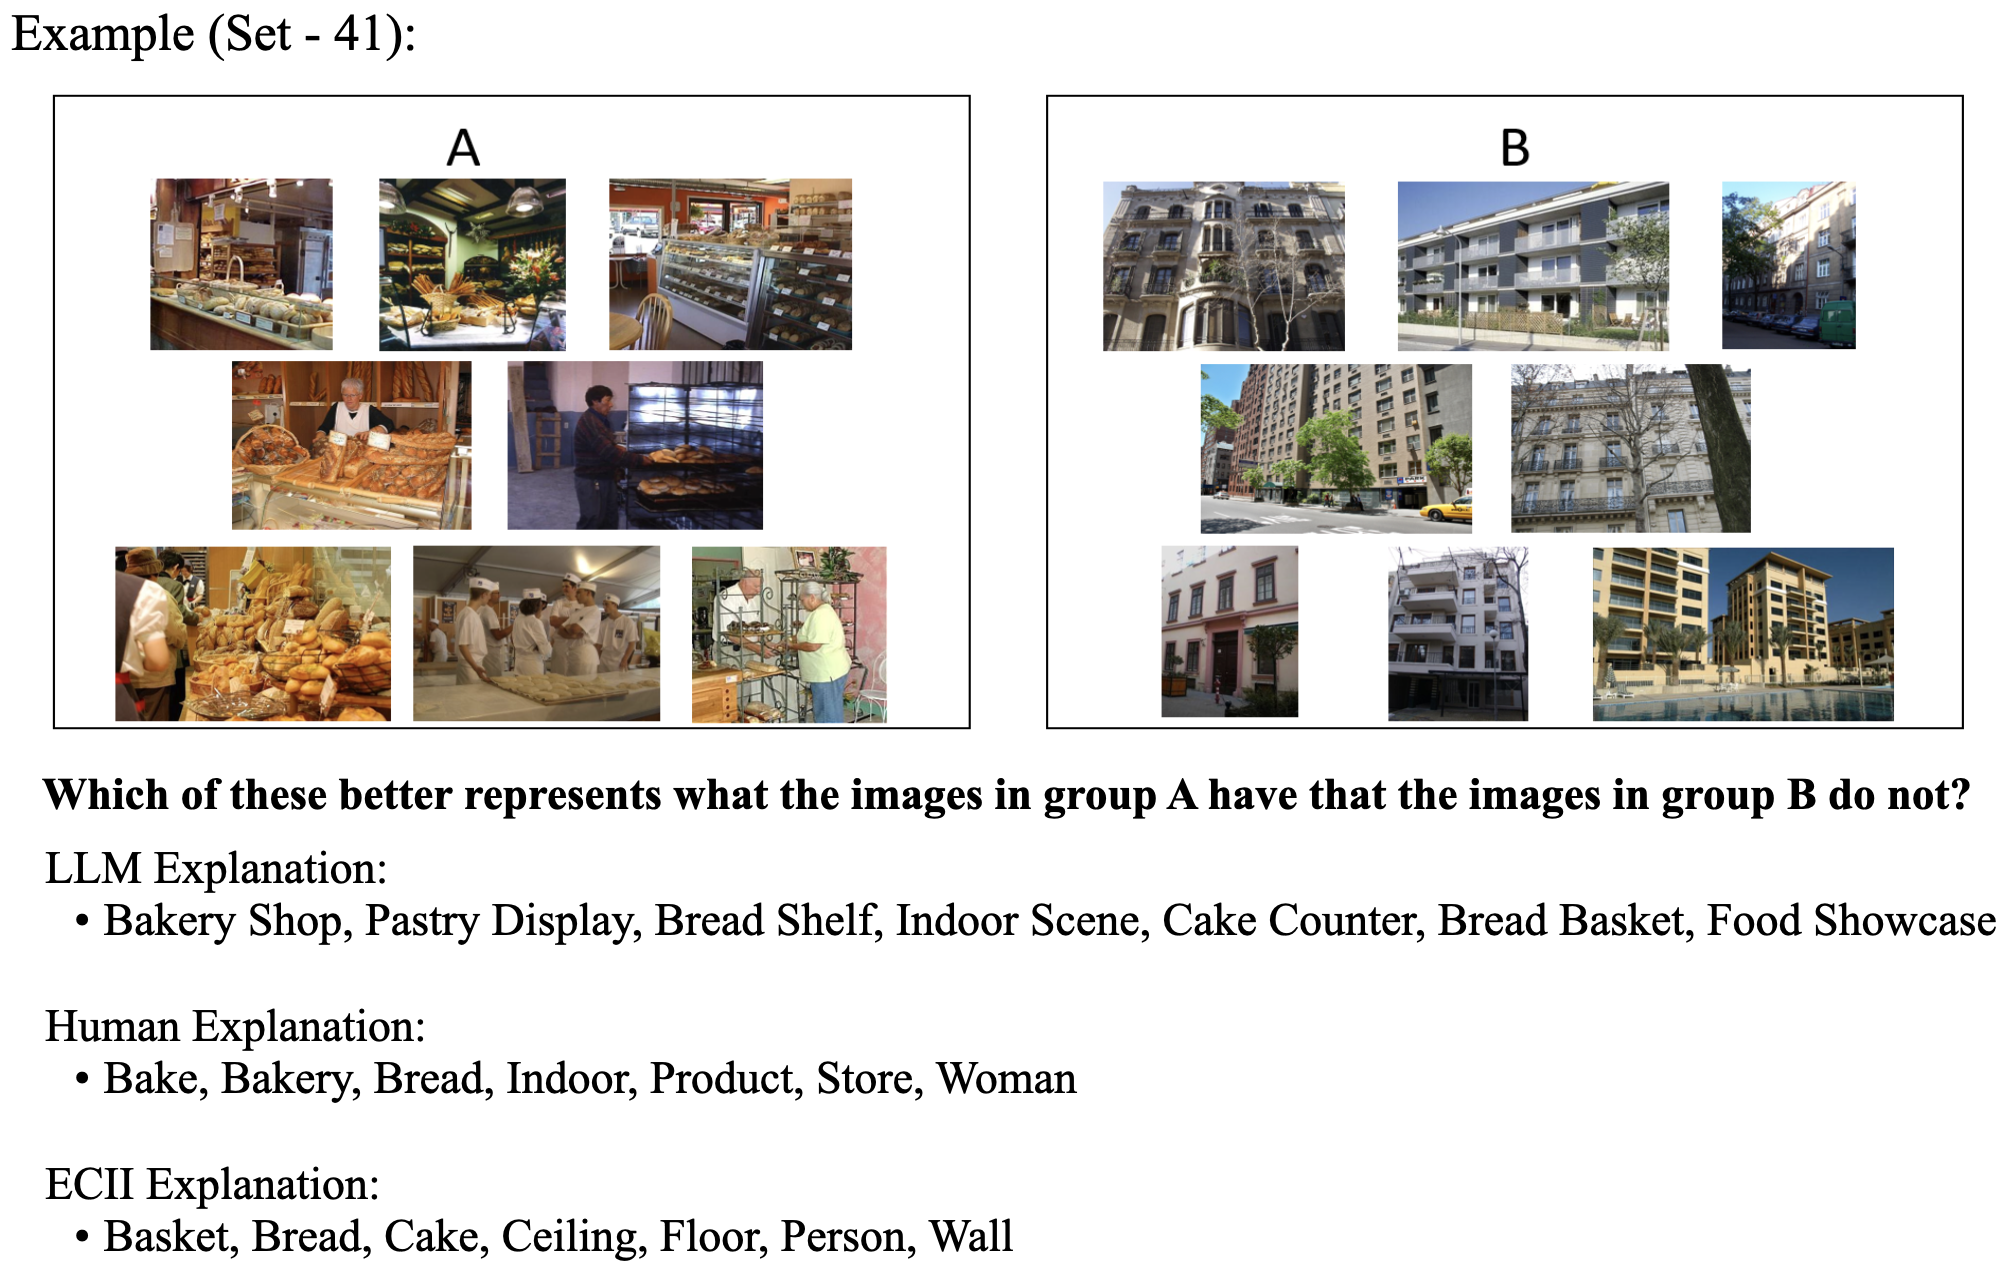 Example (Set - 41):
A
B
PARK
Which of these better represents what the images in group A have that the images in group B do not?
LLM Explanation:
• Bakery Shop, Pastry Display, Bread Shelf, Indoor Scene, Cake Counter, Bread Basket, Food Showcase
Human Explanation:
• Bake, Bakery, Bread, Indoor, Product, Store, Woman
ECII Explanation:
• Basket, Bread, Cake, Ceiling, Floor, Person, Wall